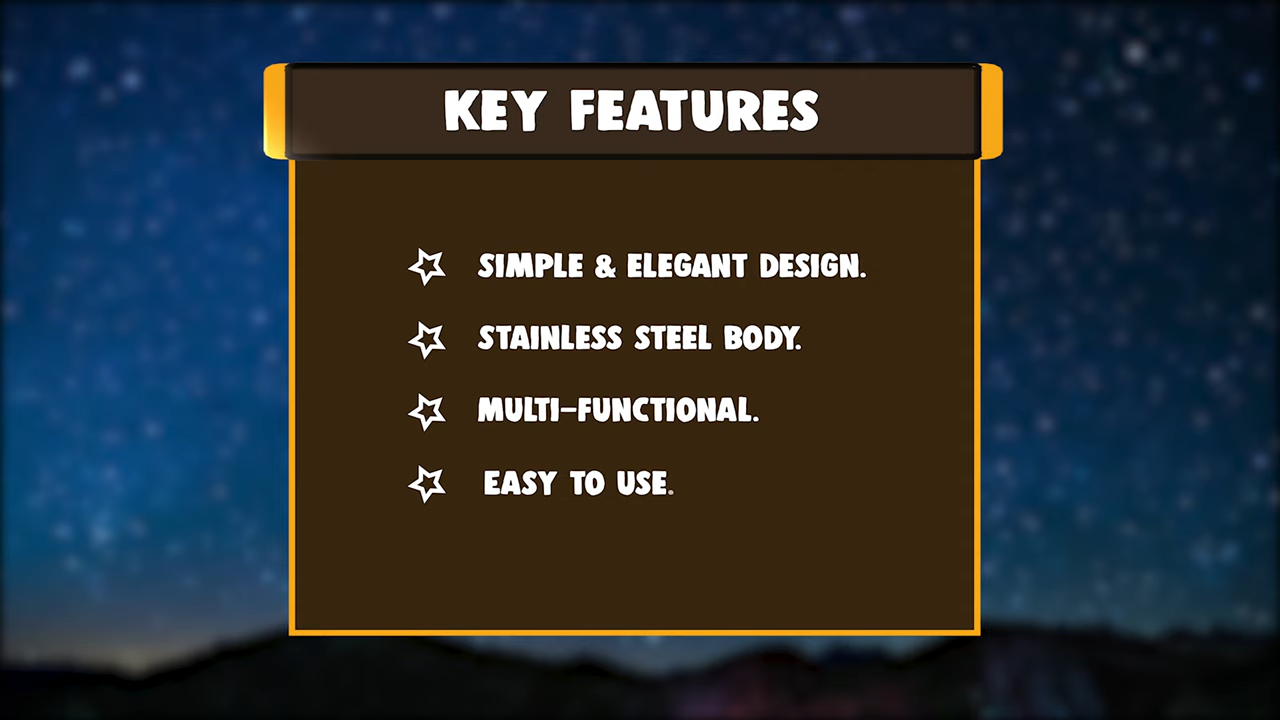 KEY FEATURES
SIMPLE & ELEGANT DESIGN.
STAINLESS STEEL BODY.
MULTI-FUNCTIONAL.
EASY TO USE.